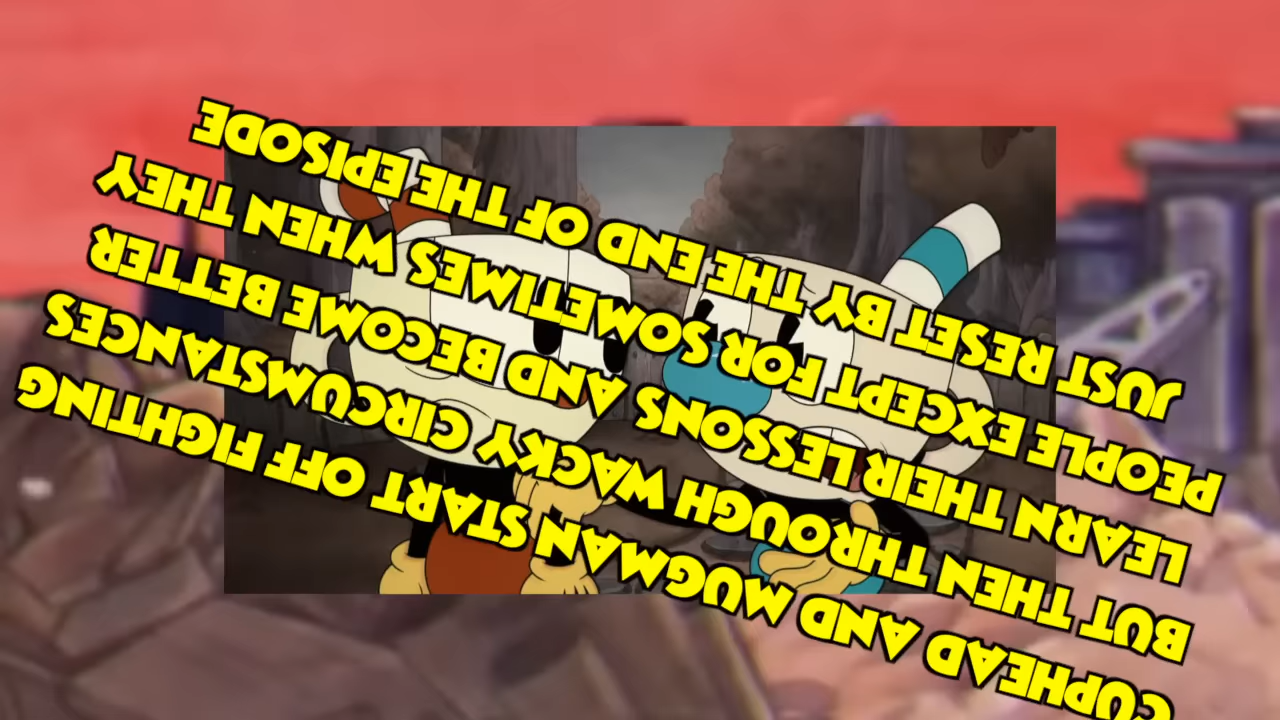 CUPHEAD AND MUGMAN START OFF FIGHTING
BUT THEN THROUGH WACKY CIRCUMSTANCES
LEARN THEIR LESSONS AND BECOME BETTER
PEOPLE EXCEPT FOR SOMETIMES WHEN THEY
JUST RESET BY THE END OF THE EPISODE